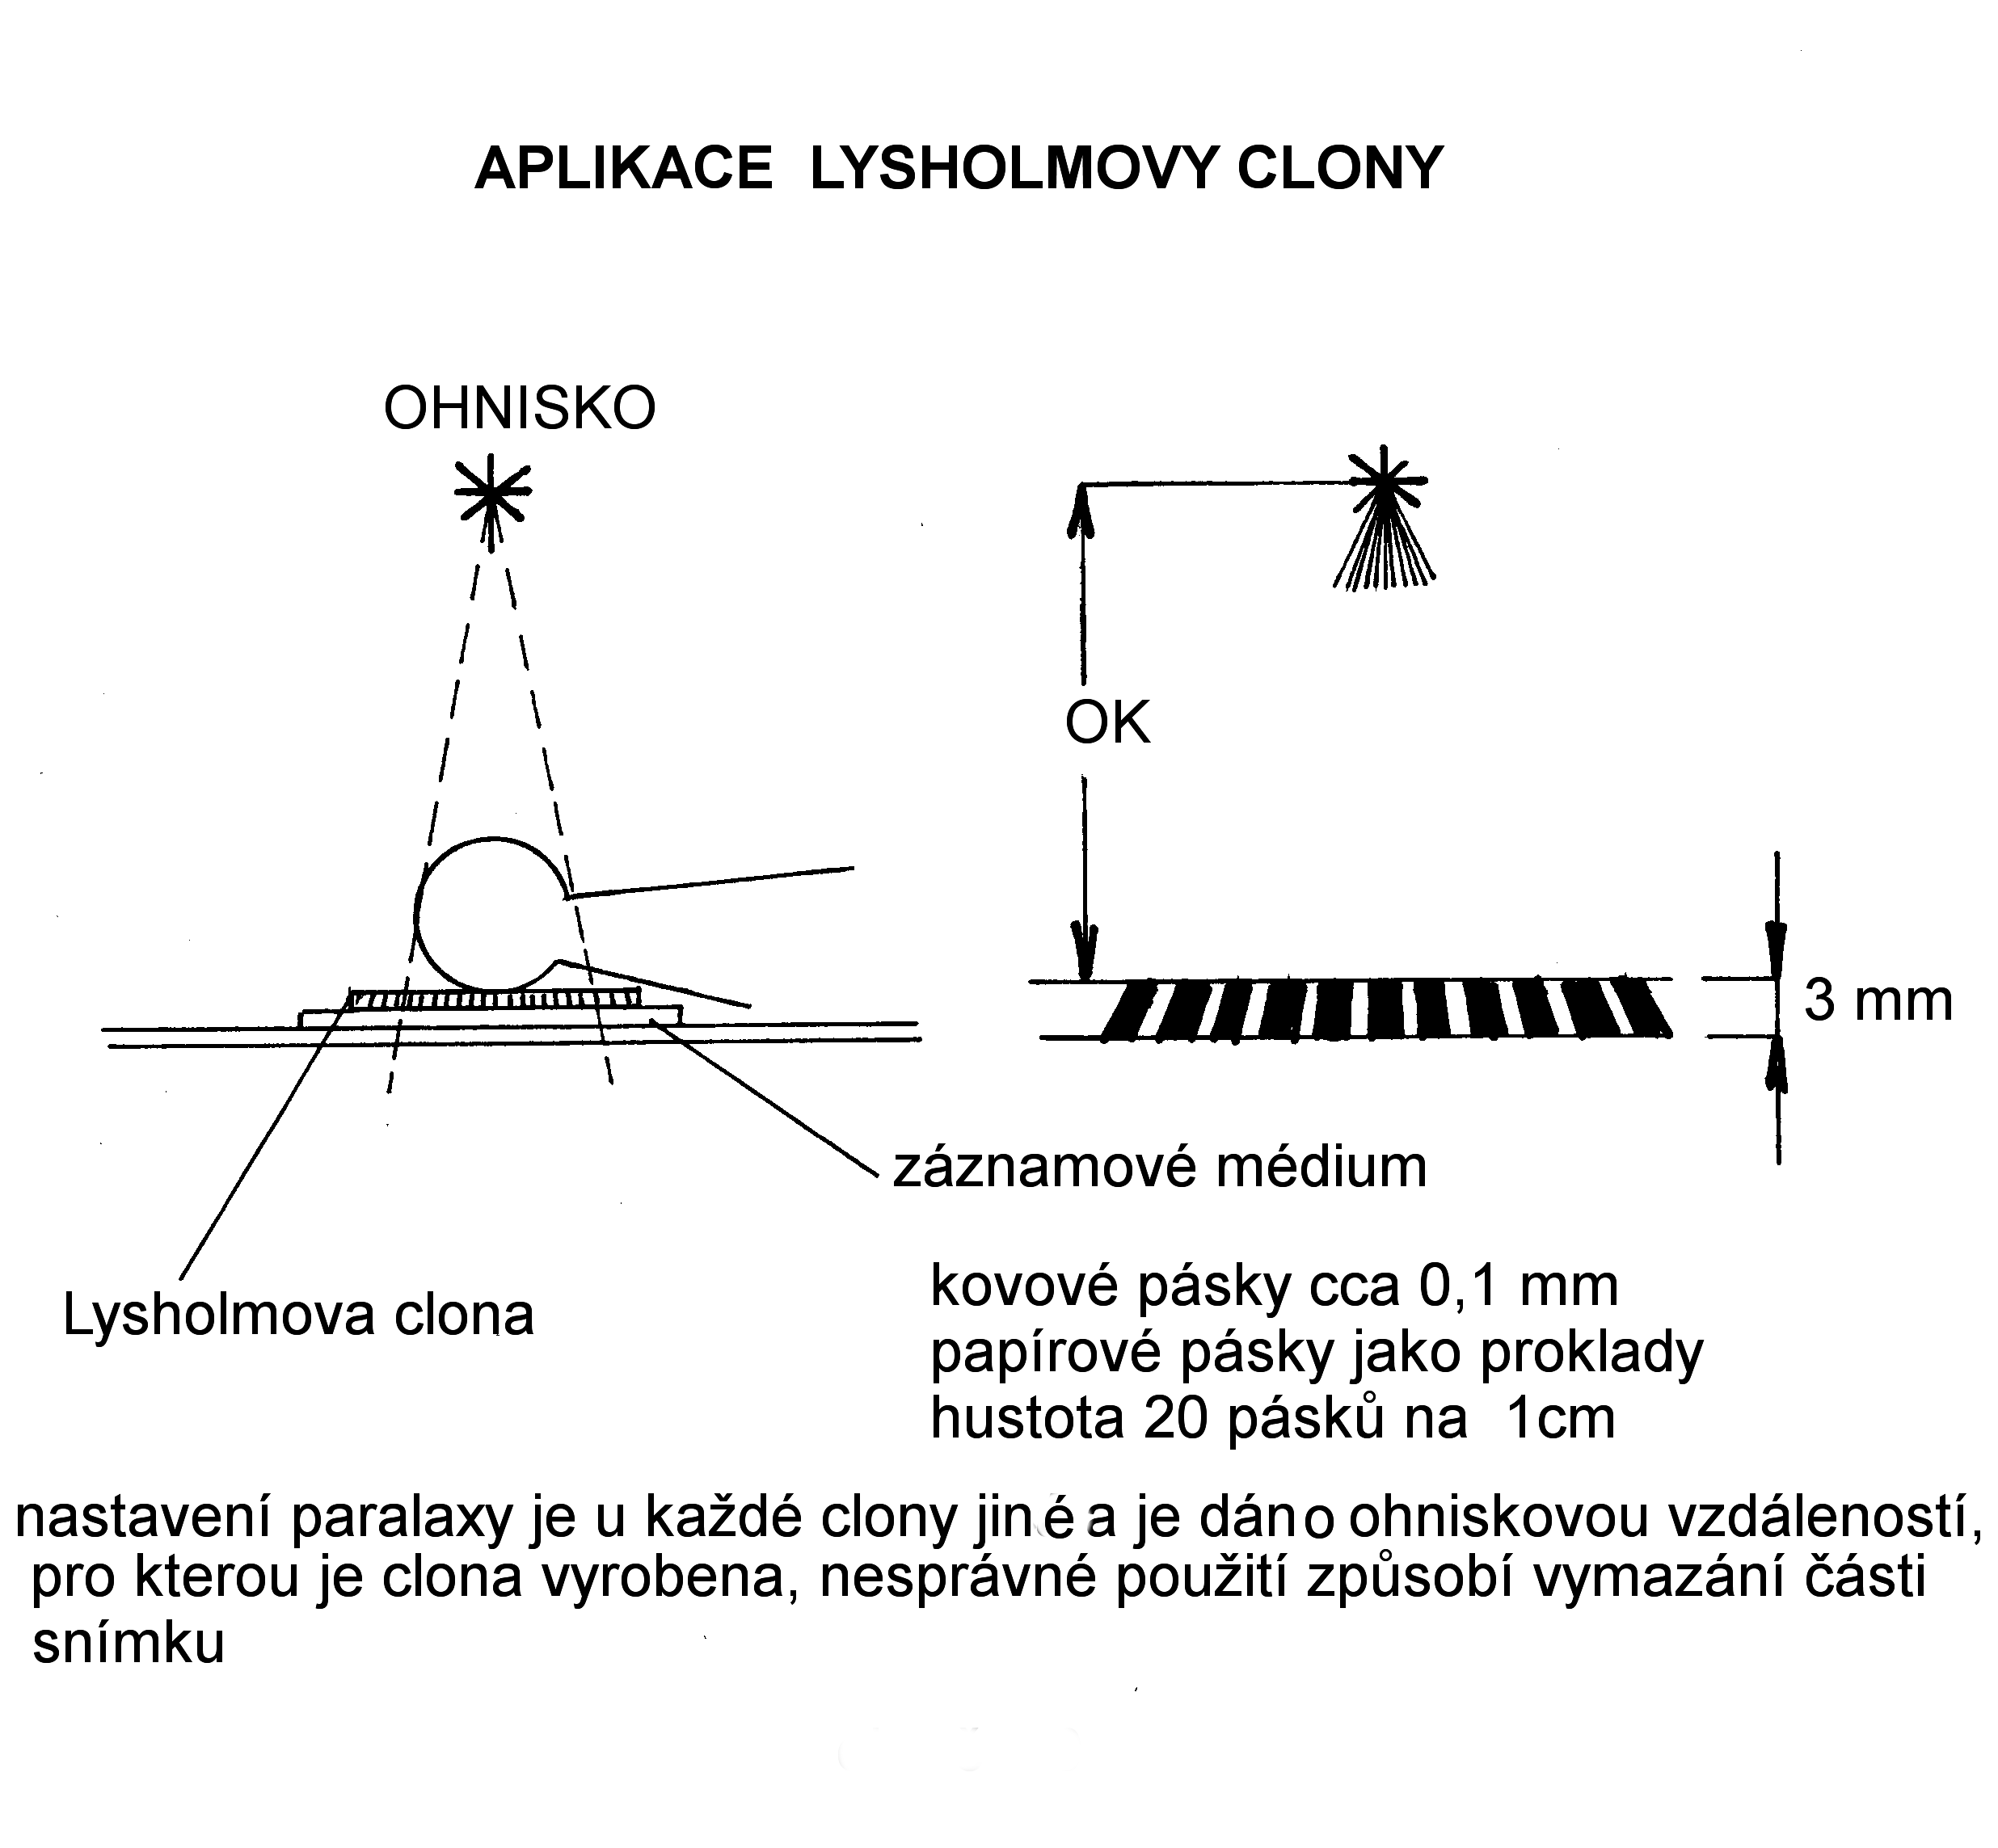 APLIKACE LYSHOLMOVY CLONY
OHNISKO
OK
3 mm
záznamové médium
Lysholmova clona
kovové pásky cca 0,1 mm
papírové pásky jako proklady
hustota 20 pásků na 1cm
nastavení paralaxy je u každé clony jiné a je dáno ohniskovou vzdáleností,
pro kterou je clona vyrobena, nesprávné použití způsobí vymazání části
snímku